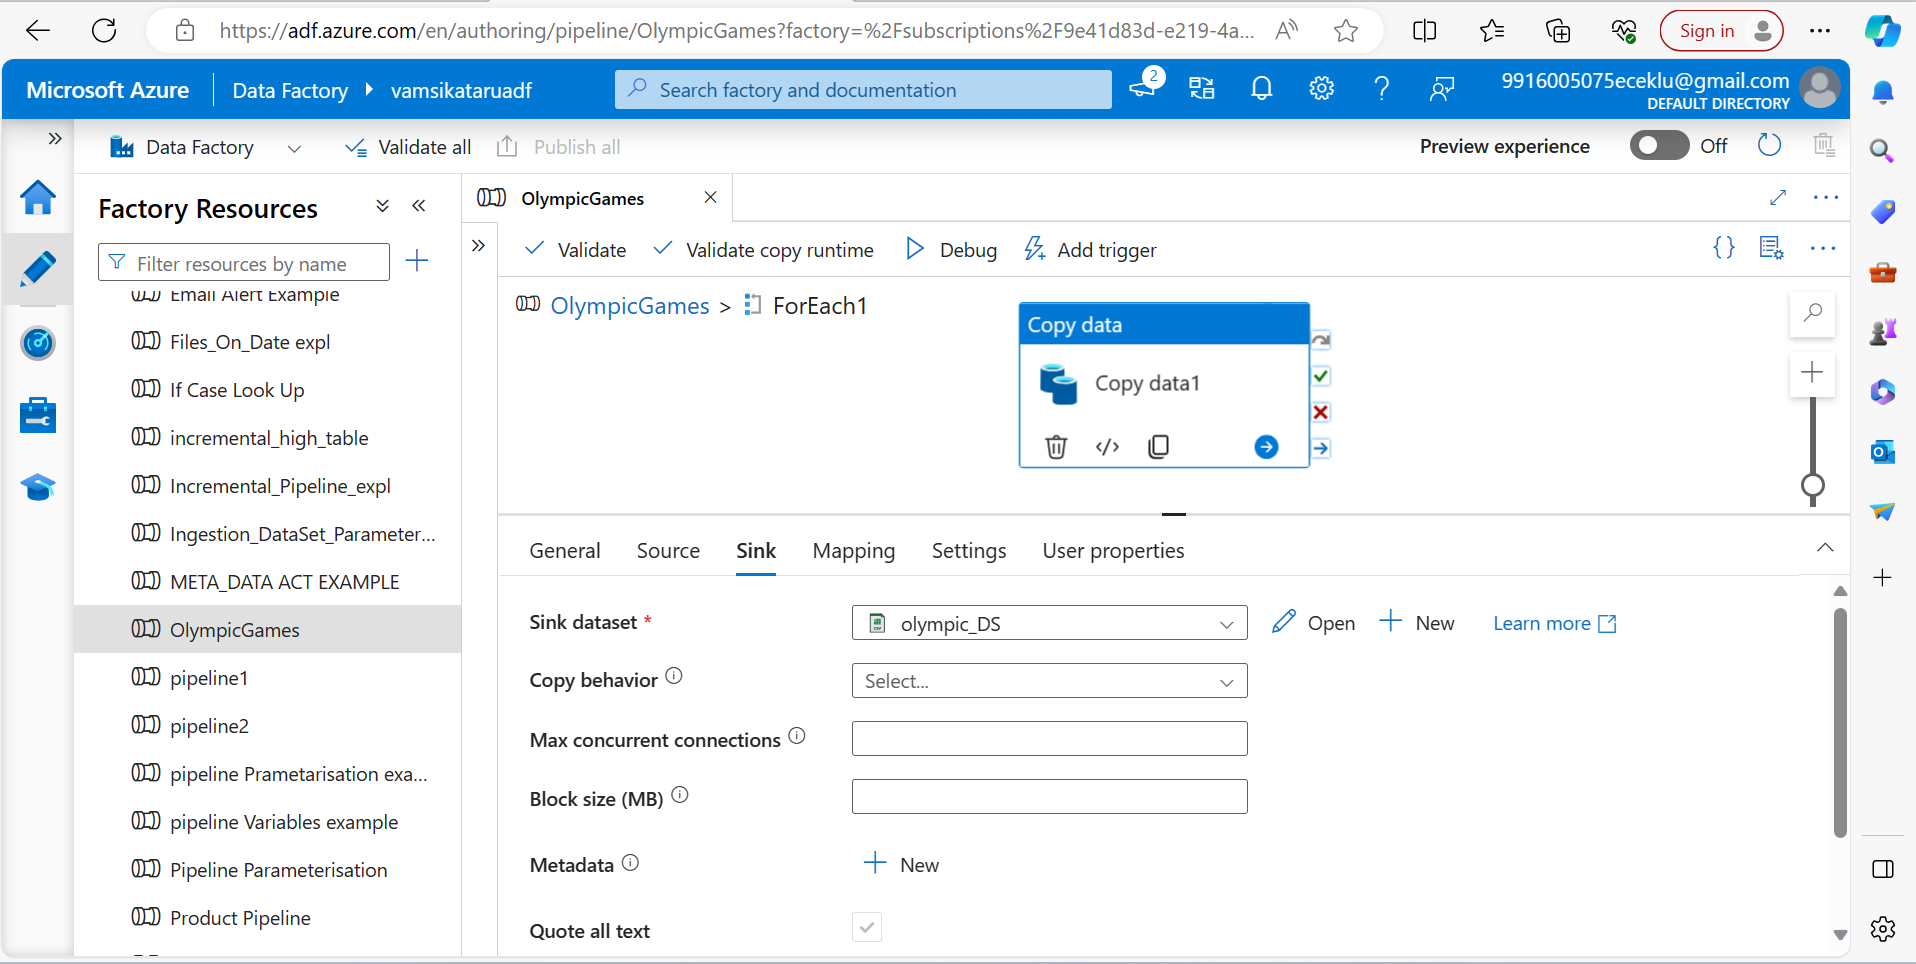 https://adf.azure.com/en/authoring/pipeline/OlympicGames?factory=%2Fsubscriptions%2F9e41d83d-e219-4a...
Sign in
Microsoft Azure
Data Factory
vamsikataruadf
Search factory and documentation
2
9916005075eceklu@gmail.com
DEFAULT DIRECTORY
Data Factory
Validate all
Publish all
Preview experience
Off
Factory Resources
Filter resources by name
Email Alert Example
Files_On_Date expl
If Case Look Up
incremental_high_table
Incremental_Pipeline_expl
Ingestion_DataSet_Parameter...
META_DATA ACT EXAMPLE
OlympicGames
pipeline1
pipeline2
pipeline Prametarisation exa...
pipeline Variables example
Pipeline Parameterisation
Product Pipeline
OlympicGames
Validate
Validate copy runtime
Debug
Add trigger
OlympicGames > ForEach1
Copy data
Copy data1
General
Source
Sink
Mapping
Settings
User properties
Sink dataset *
olympic_DS
Open
New
Learn more
Copy behavior
Select...
Max concurrent connections
Block size (MB)
Metadata
New
Quote all text